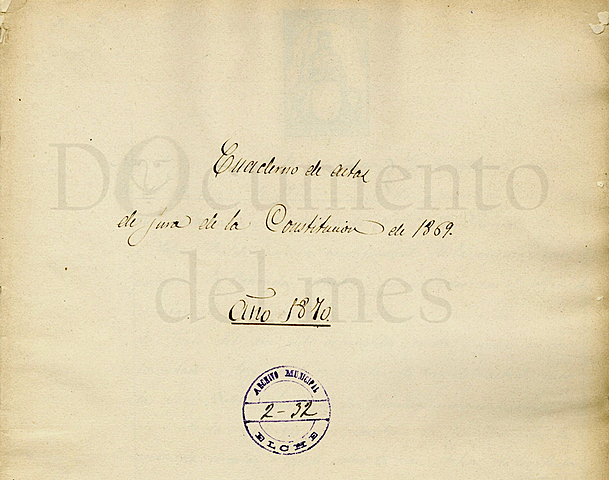 Documento
del mes
Cuaderno de actas
de jura de la Constitucion de 1869.
Año 1870.
ARCHIVO MUNICIPAL
2-32
ELCHE